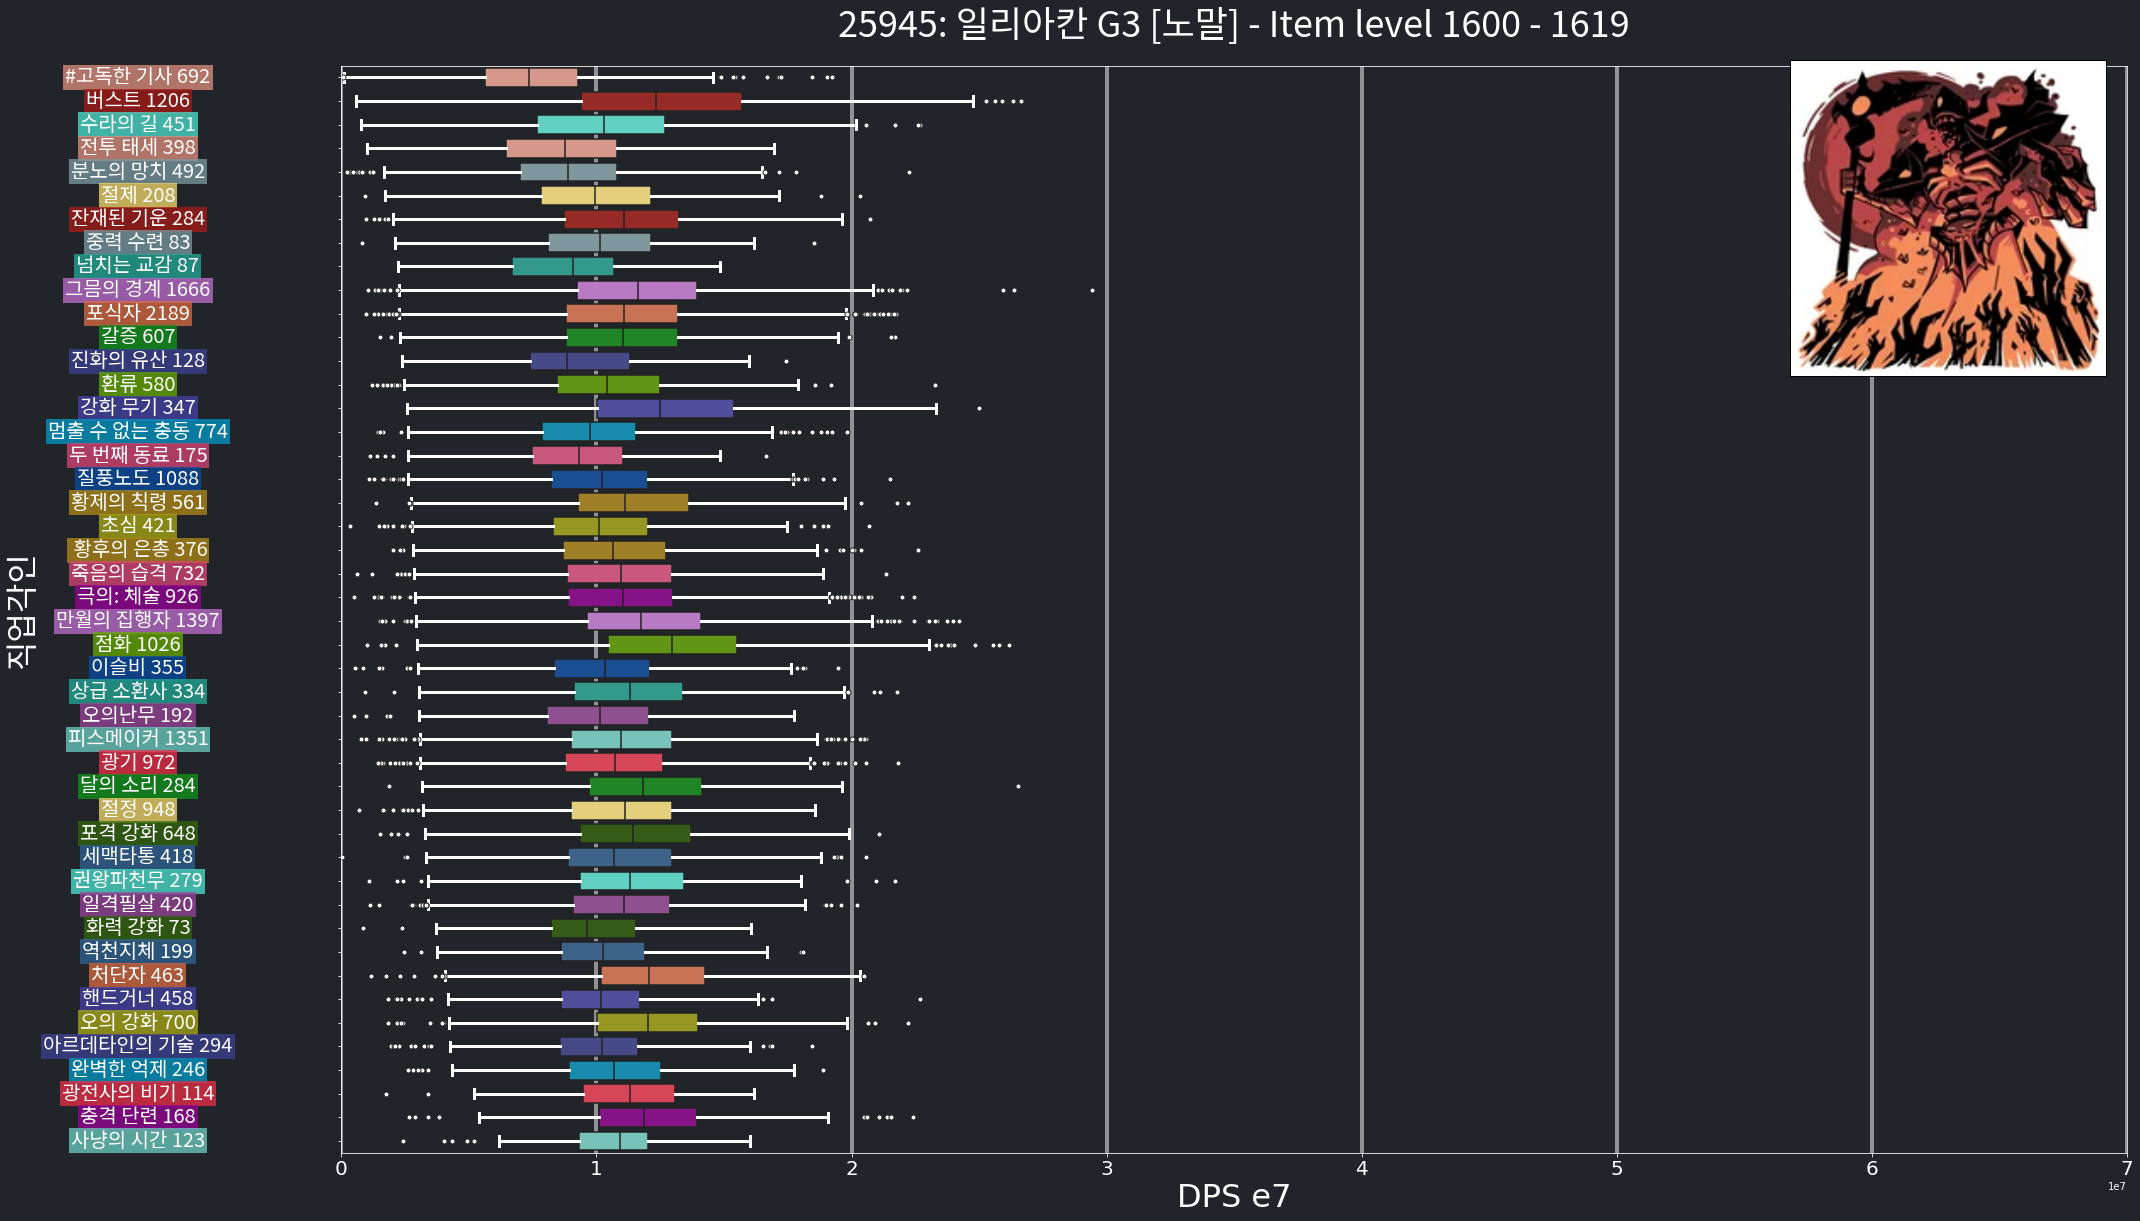 25945: 일리아칸 G3 [노말] - Item level 1600 - 1619
직업각인
#고독한 기사 692
버스트 1206
수라의 길 451
전투 태세 398
분노의 망치 492
절제 208
잔재된 기운 284
중력 수련 83
넘치는 교감 87
그믐의 경계 1666
포식자 2189
갈증 607
진화의 유산 128
환류 580
강화 무기 347
멈출 수 없는 충동 774
두 번째 동료 175
질풍노도 1088
황제의 칙령 561
초심 421
황후의 은총 376
죽음의 습격 732
극의: 체술 926
만월의 집행자 1397
점화 1026
이슬비 355
상급 소환사 334
오의난무 192
피스메이커 1351
광기 972
달의 소리 284
절정 948
포격 강화 648
세맥타통 418
권왕파천무 279
일격필살 420
화력 강화 73
역천지체 199
처단자 463
핸드거너 458
오의 강화 700
아르데타인의 기술 294
완벽한 억제 246
광전사의 비기 114
충격 단련 168
사냥의 시간 123
0 1 2 3 4 5 6 7
1e7
DPS e7